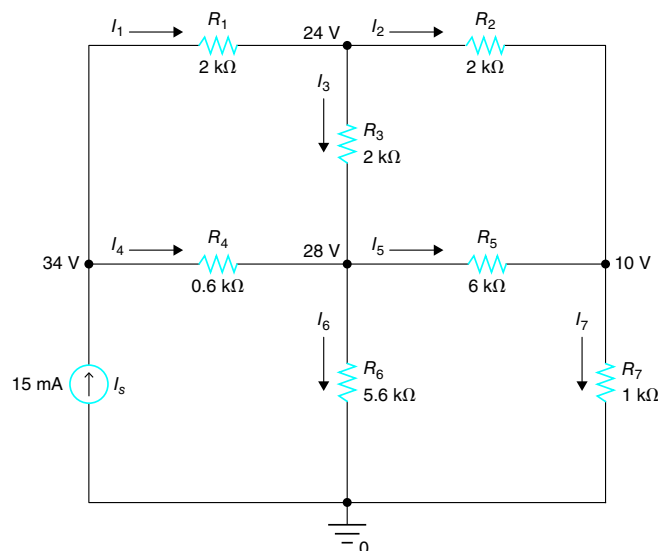 I1 R1 24 V I2 R2
2 kΩ 2 kΩ
I3
R3
2 kΩ
I4 R4 28 V I5 R5
34 V 10 V
0.6 kΩ 6 kΩ
I6 I7
15 mA Is R6 R7
5.6 kΩ 1 kΩ
0